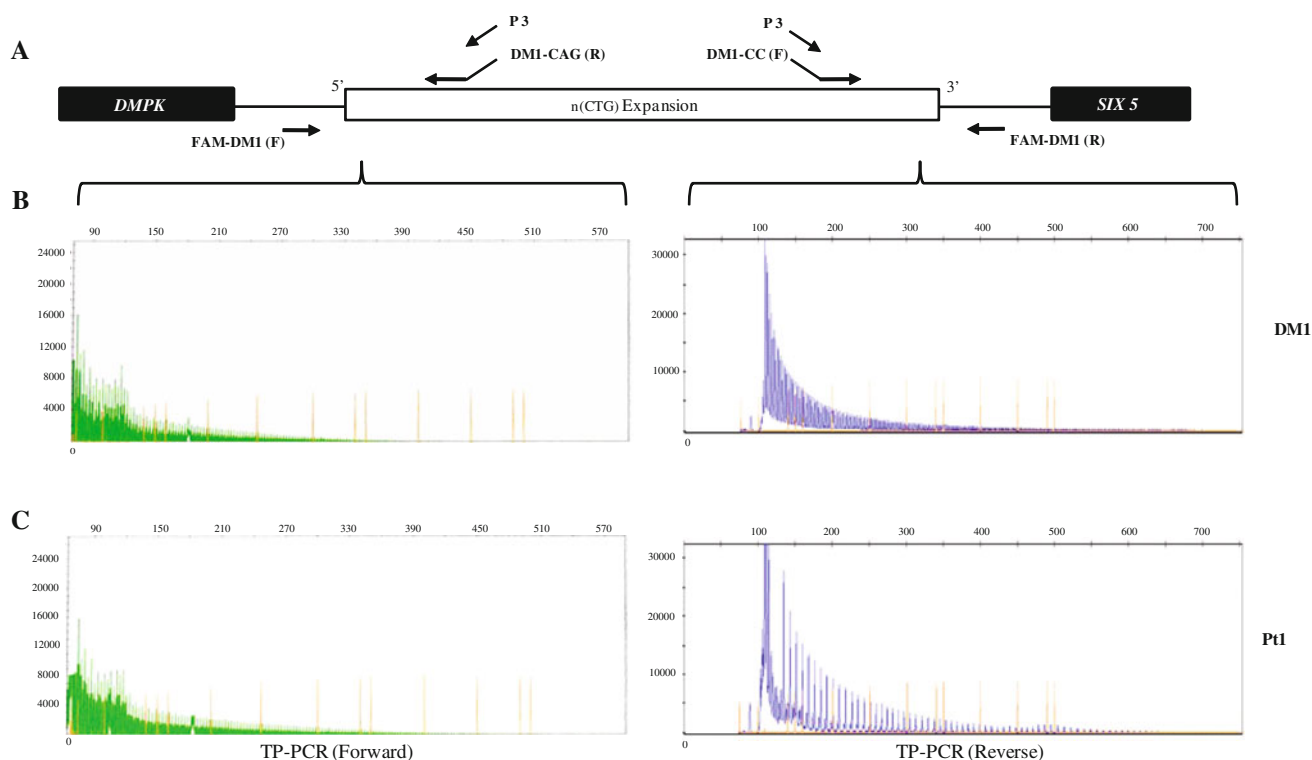 P 3
P 3
A
DM1-CAG (R)
DM1-CC (F)
5’
3’
DMPK
n(CTG) Expansion
SIX 5
FAM-DM1 (F)
FAM-DM1 (R)
B
90 150 210 270 330 390 450 510 570
24000
20000
16000
12000
8000
4000
0
100 200 300 400 500 600 700
30000
20000
10000
0
DM1
C
90 150 210 270 330 390 450 510 570
24000
20000
16000
12000
8000
4000
0
TP-PCR (Forward)
100 200 300 400 500 600 700
30000
20000
10000
0
TP-PCR (Reverse)
Pt1